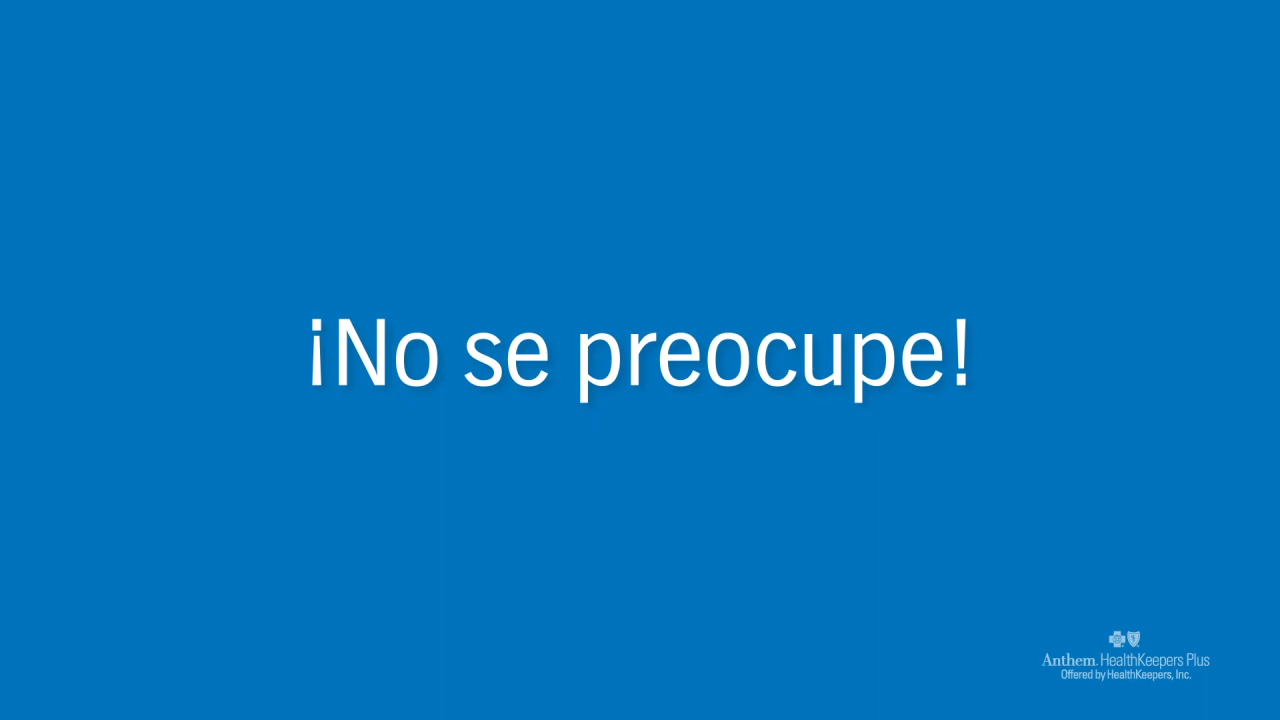 ¡No se preocupe!
Anthem HealthKeepers Plus
Offered by HealthKeepers, Inc.